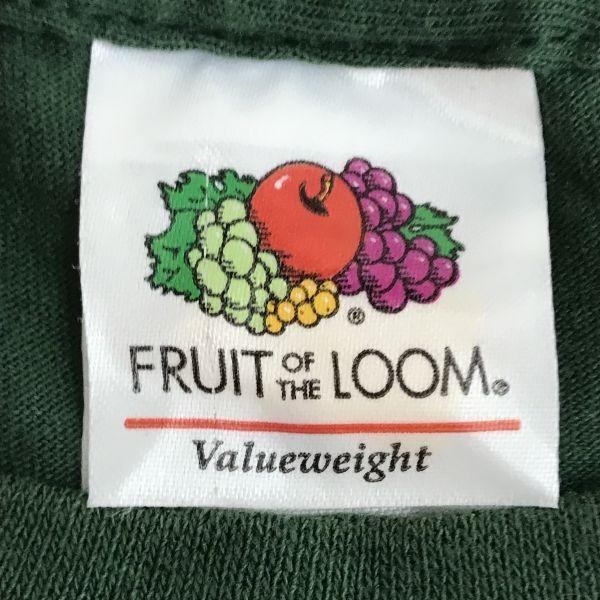 ®
FRUIT OF THE LOOM®
Valueweight